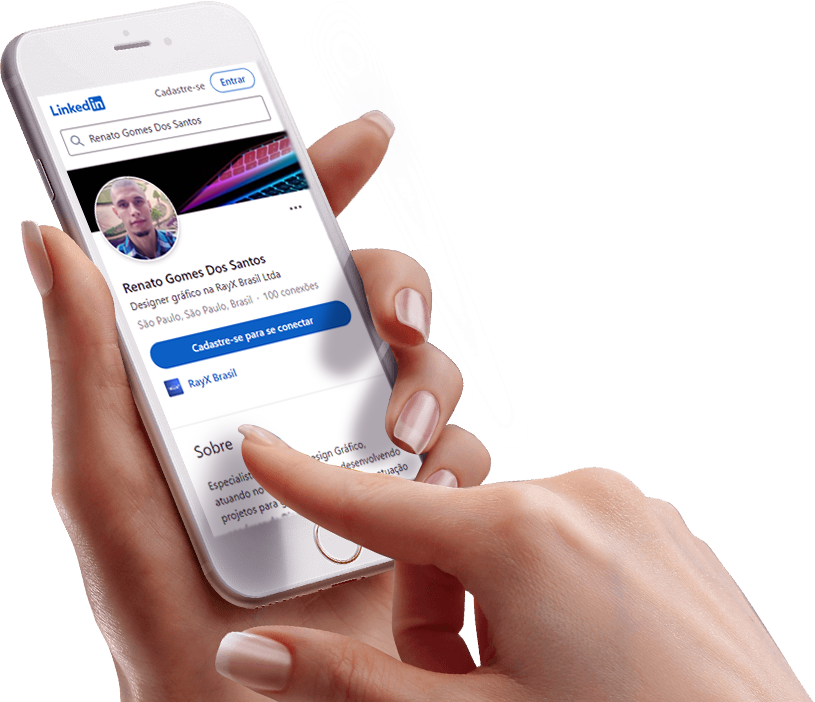 Linkedin
Cadastre-se Entrar
Renato Gomes Dos Santos
Renato Gomes Dos Santos
Designer gráfico na RayX Brasil Ltda
São Paulo, São Paulo, Brasil · 100 conexões
Cadastre-se para se conectar
RayX Brasil
Sobre
Especialist esign Gráfico,
atuando no desenvolvendo
projetos para tuação